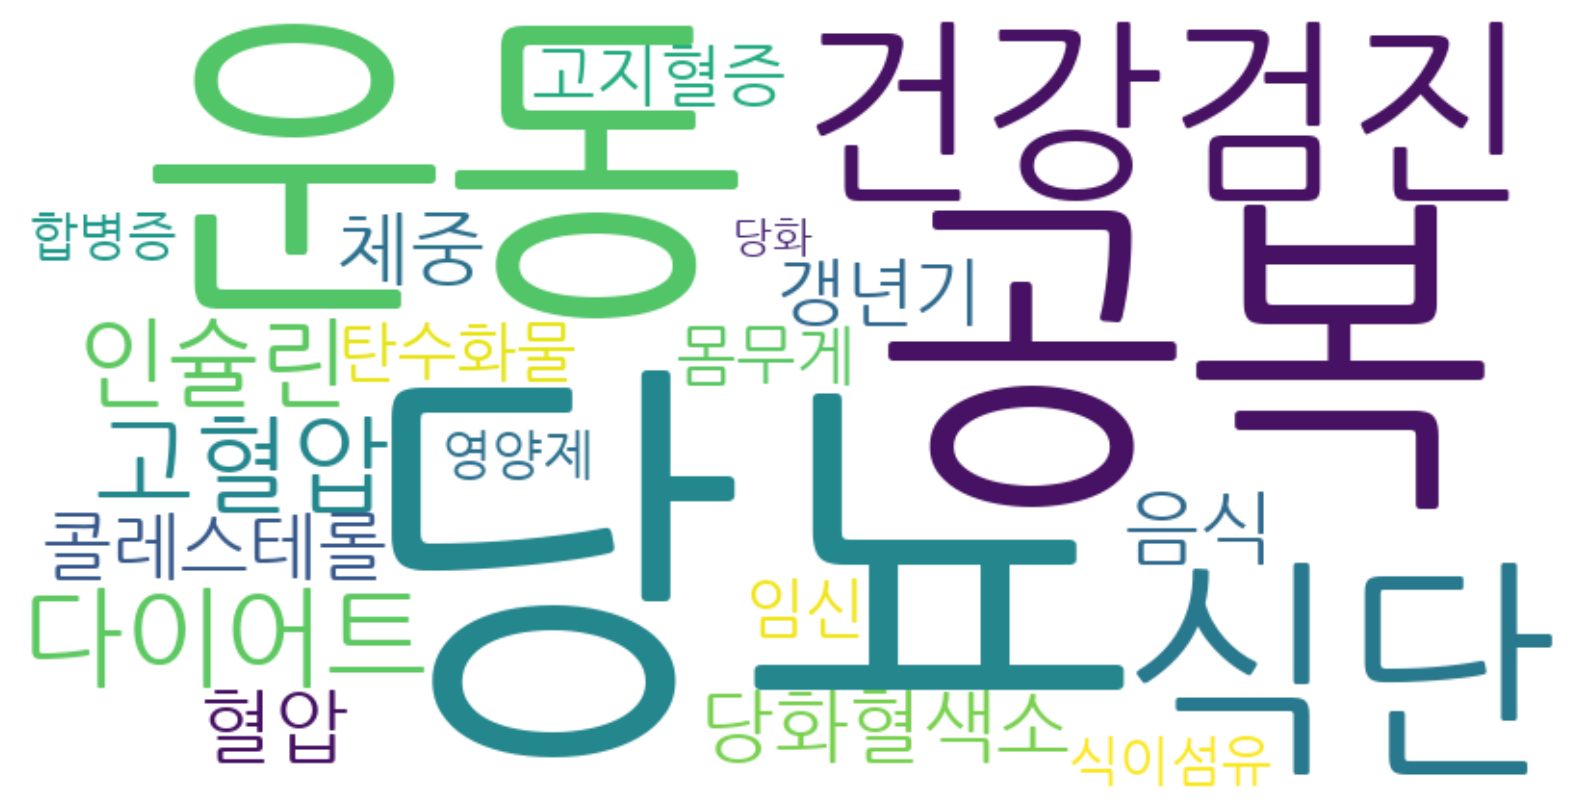 운동
고지혈증
건강검진
합병증
체중
당화
갱년기
공복
인슐린
탄수화물
몸무게
고혈압
영양제
당뇨
콜레스테롤
음식
다이어트
임신
식단
혈압
당화혈색소
식이섬유